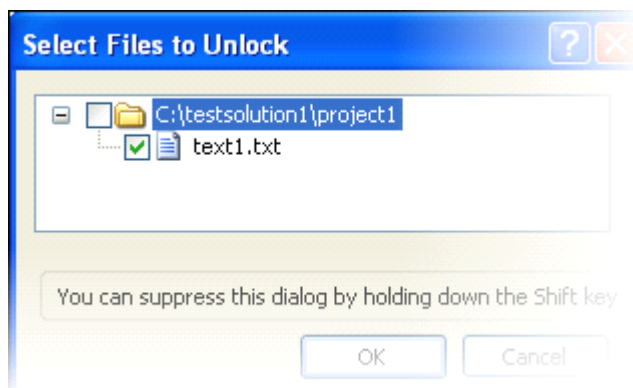 Select Files to Unlock
C:\testsolution1\project1
text1.txt
You can suppress this dialog by holding down the Shift key
OK
Cancel